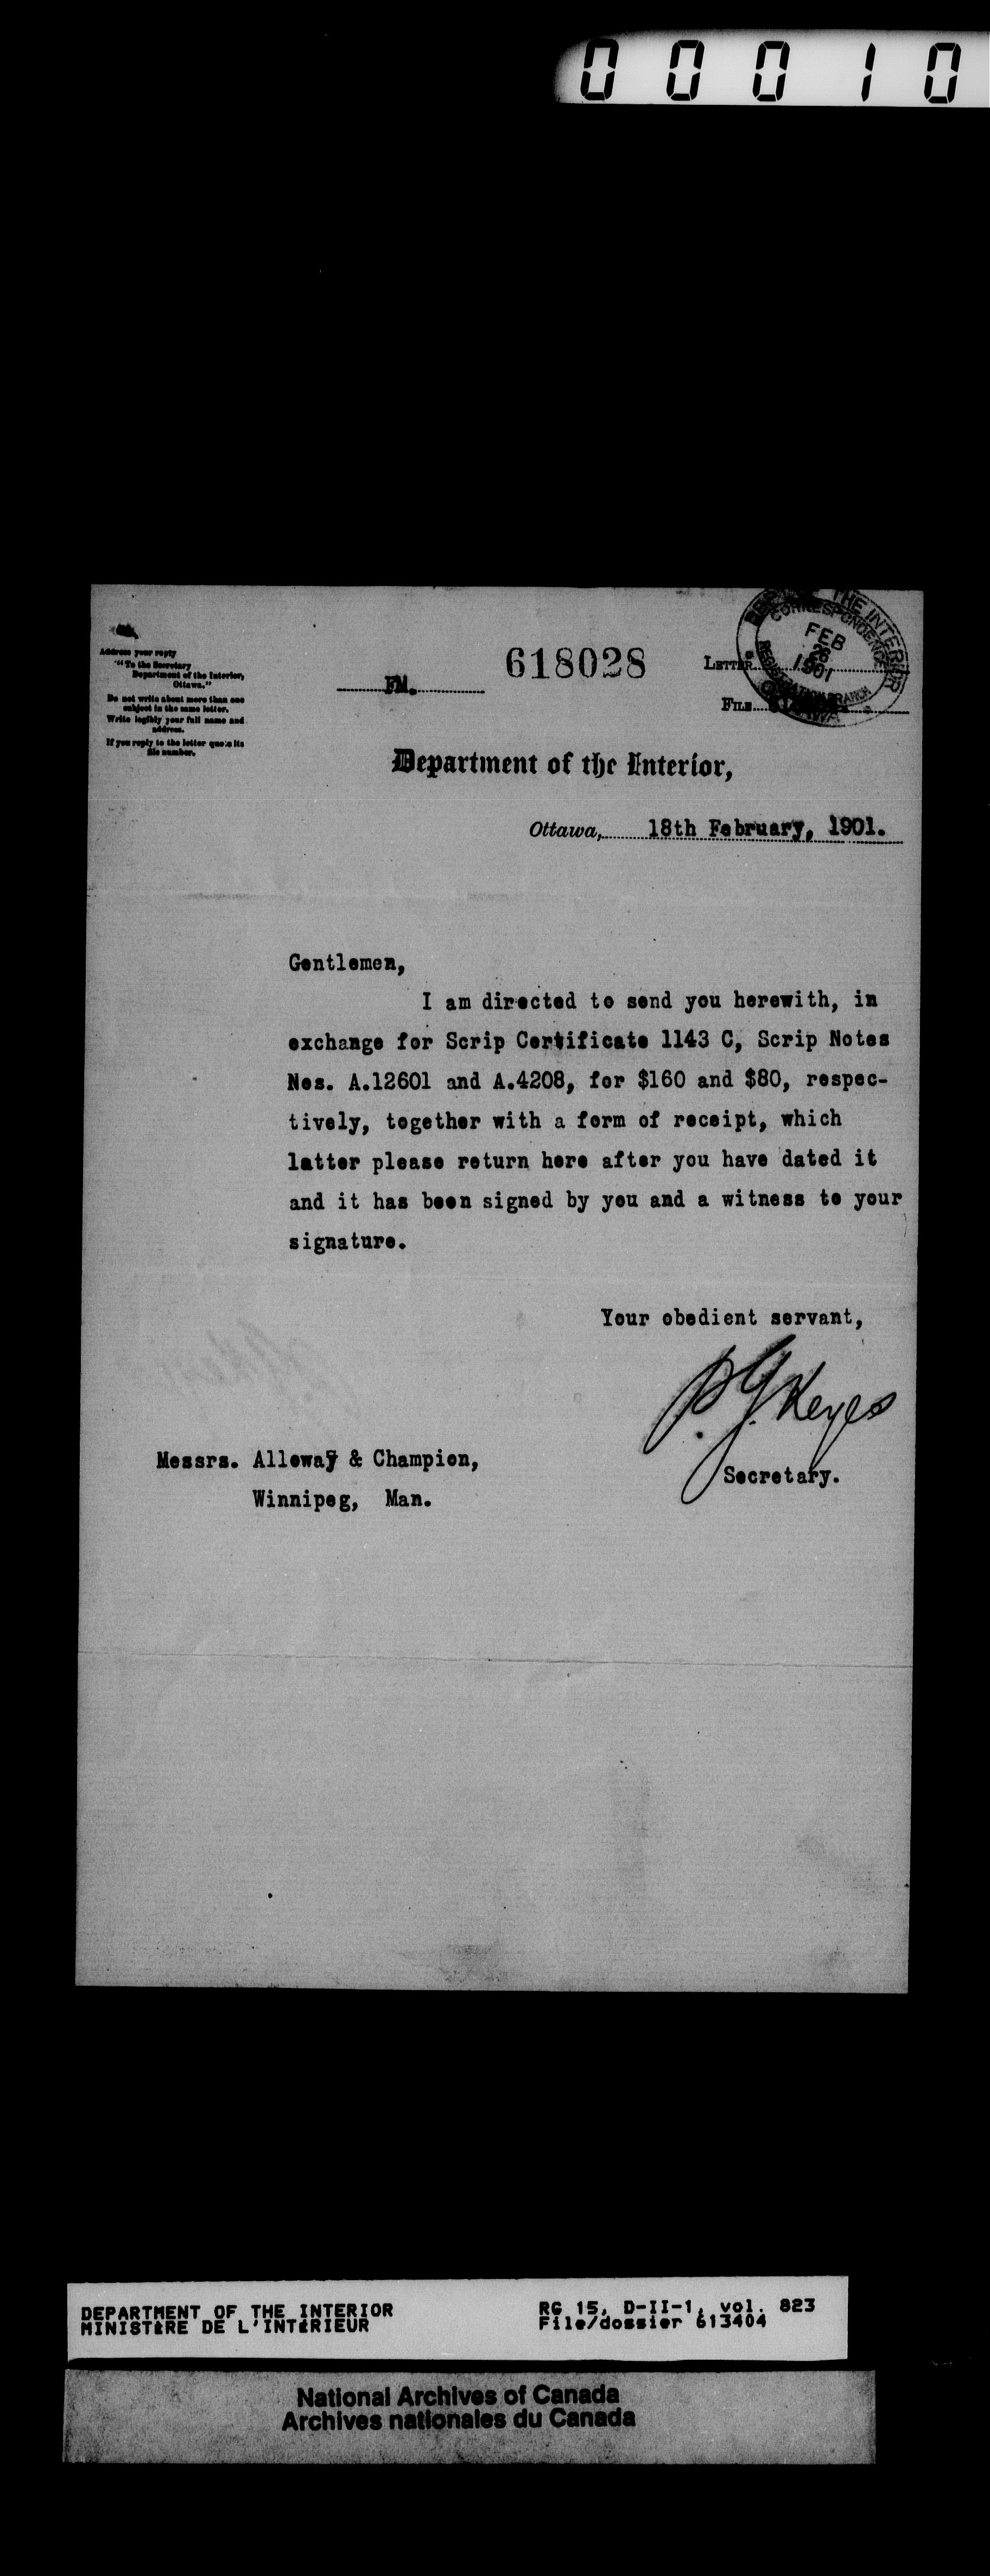 00010
Address your reply
"To the Secretary
Department of the Interior,
Ottawa."
Do not write about more than one
subject in the same letter.
Write legibly your full name and
address.
If you reply to the letter quote its
file number.
FM.
618028
LETTER
FILE
THE INTERIOR
CORRESPONDENCE
FEB
26
1901
REGISTRATION BRANCH
Department of the Interior,
Ottawa, 18th February, 1901.
Gentlemen,
I am directed to send you herewith, in
exchange for Scrip Certificate 1143 C, Scrip Notes
Nos. A.12601 and A.4208, for $160 and $80, respec-
tively, together with a form of receipt, which
latter please return here after you have dated it
and it has been signed by you and a witness to your
signature.
Your obedient servant,
P. G. Keyes
Secretary.
Messrs. Alloway & Champion,
Winnipeg, Man.
DEPARTMENT OF THE INTERIOR
MINISTÈRE DE L'INTÉRIEUR
RG 15, D-II-1, vol. 823
File/dossier 613404
National Archives of Canada
Archives nationales du Canada